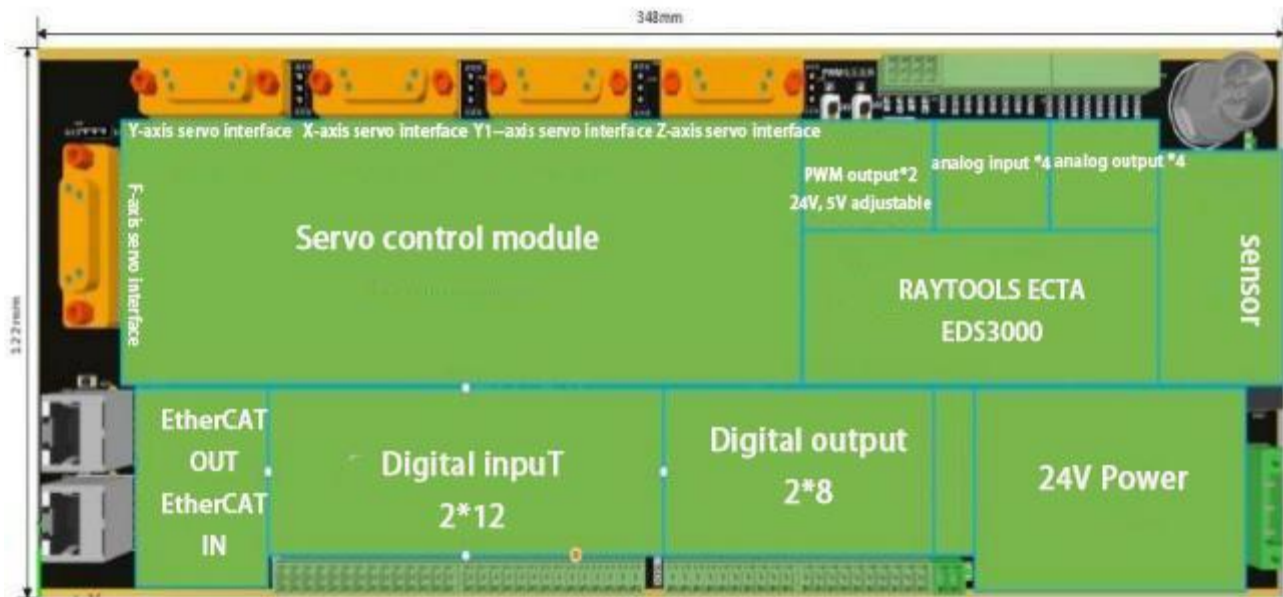 348mm
Y-axis servo interface X-axis servo interface Y1-axis servo interface Z-axis servo interface
F-axis servo interface
122mm
PWM
PWM output*2
24V, 5V adjustable
analog input *4
analog output *4
Servo control module
RAYTOOLS ECTA
EDS3000
sensor
EtherCAT
OUT
EtherCAT
IN
Digital inpuT
2*12
Digital output
2*8
24V Power